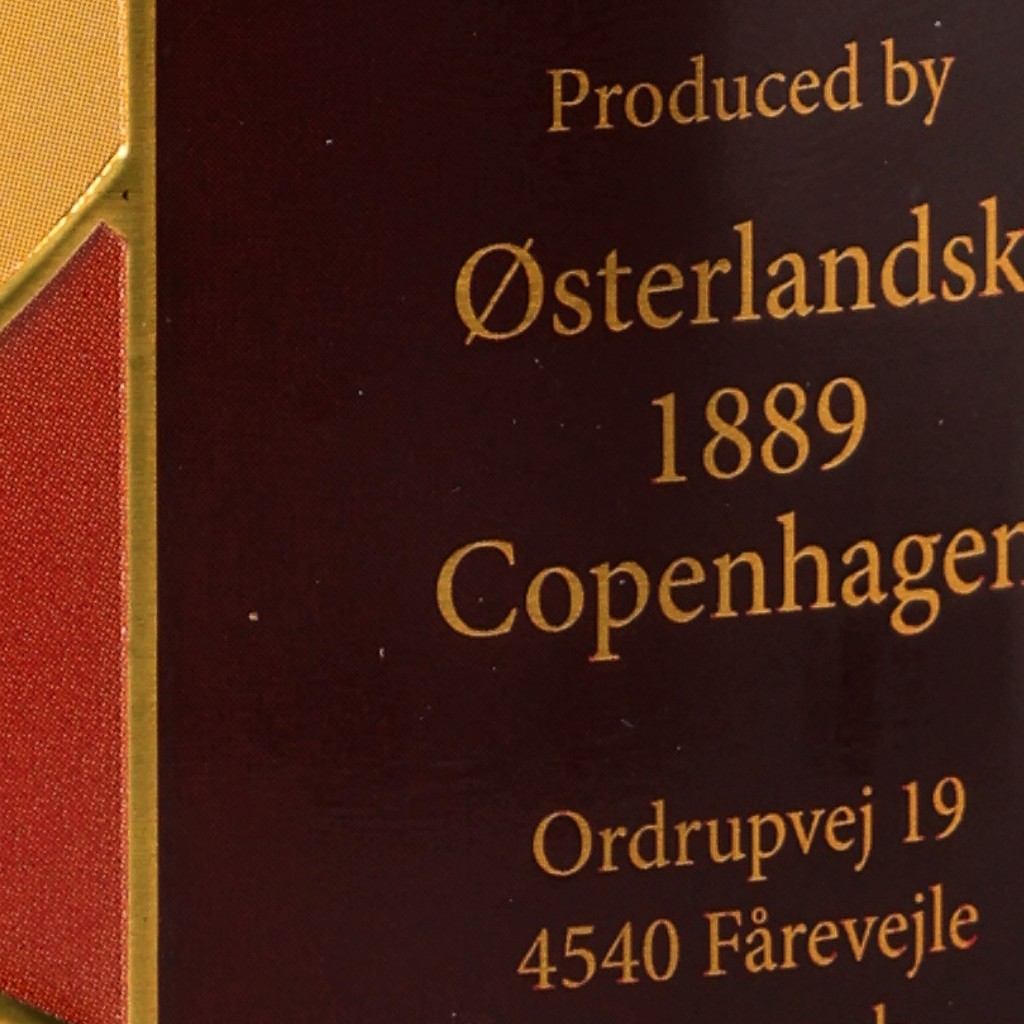 Produced by
Østerlandsk
1889
Copenhagen
Ordrupvej 19
4540 Fårevejle